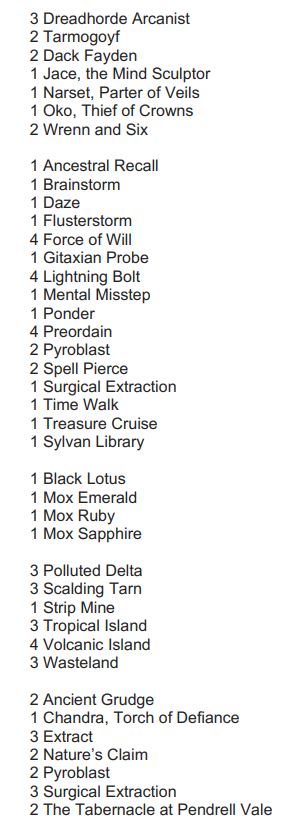 3 Dreadhorde Arcanist
2 Tarmogoyf
2 Dack Fayden
1 Jace, the Mind Sculptor
1 Narset, Parter of Veils
1 Oko, Thief of Crowns
2 Wrenn and Six
1 Ancestral Recall
1 Brainstorm
1 Daze
1 Flusterstorm
4 Force of Will
1 Gitaxian Probe
4 Lightning Bolt
1 Mental Misstep
1 Ponder
4 Preordain
2 Pyroblast
2 Spell Pierce
1 Surgical Extraction
1 Time Walk
1 Treasure Cruise
1 Sylvan Library
1 Black Lotus
1 Mox Emerald
1 Mox Ruby
1 Mox Sapphire
3 Polluted Delta
3 Scalding Tarn
1 Strip Mine
3 Tropical Island
4 Volcanic Island
3 Wasteland
2 Ancient Grudge
1 Chandra, Torch of Defiance
3 Extract
2 Nature's Claim
2 Pyroblast
3 Surgical Extraction
2 The Tabernacle at Pendrell Vale